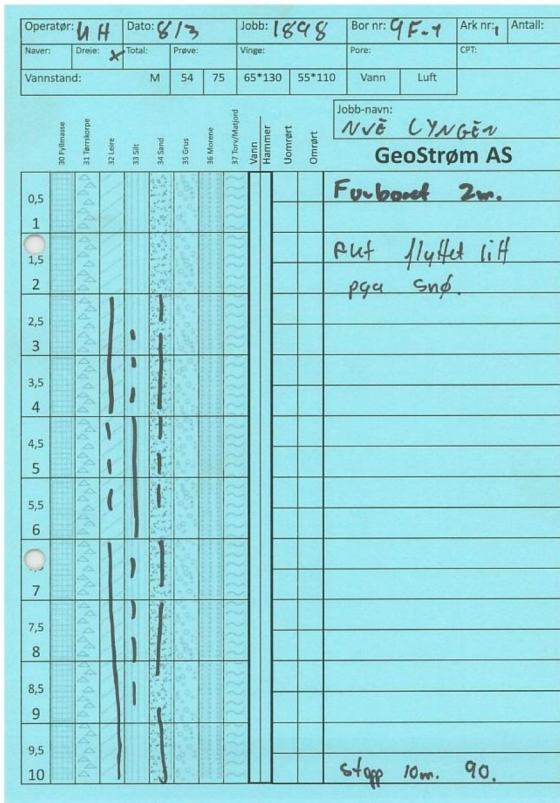 Operatør: UH Dato: 8/3 Jobb: 1898 Bor nr: 9F-1 Ark nr: 1 Antall:
Naver: Dreie: x Total: Prøve: Vinge: Pore: CPT:
Vannstand: M 54 75 65*130 55*110 Vann Luft
Jobb-navn:
NVE LYNGEN
GeoStrøm AS
30 Fyllmasse
31 Tørrskorpe
32 Leire
33 Silt
34 Sand
35 Grus
36 Morene
37 Torv/Matjord
Vann
Hammer
Uomrørt
Omrørt
0,5 Forboret 2m.
1
1,5 Pkt flyttet litt
2 pga snø.
2,5
3
3,5
4
4,5
5
5,5
6
7
7,5
8
8,5
9
9,5
10 stopp 10m. 90.